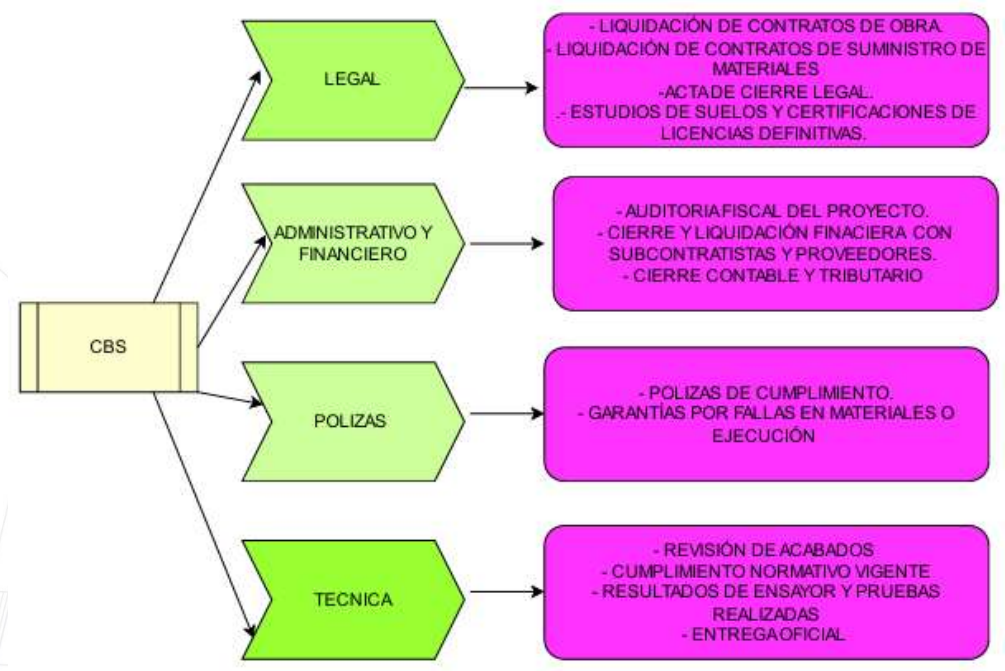 - LIQUIDACIÓN DE CONTRATOS DE OBRA.
- LIQUIDACIÓN DE CONTRATOS DE SUMINISTRO DE
MATERIALES
-ACTA DE CIERRE LEGAL.
.- ESTUDIOS DE SUELOS Y CERTIFICACIONES DE
LICENCIAS DEFINITIVAS.
LEGAL
ADMINISTRATIVO Y
FINANCIERO
- AUDITORIA FISCAL DEL PROYECTO.
- CIERRE Y LIQUIDACIÓN FINACIERA CON
SUBCONTRATISTAS Y PROVEEDORES.
- CIERRE CONTABLE Y TRIBUTARIO
CBS
POLIZAS
- POLIZAS DE CUMPLIMIENTO.
- GARANTÍAS POR FALLAS EN MATERIALES O
EJECUCIÓN
TECNICA
- REVISIÓN DE ACABADOS
- CUMPLIMIENTO NORMATIVO VIGENTE
- RESULTADOS DE ENSAYOR Y PRUEBAS
REALIZADAS
- ENTREGA OFICIAL